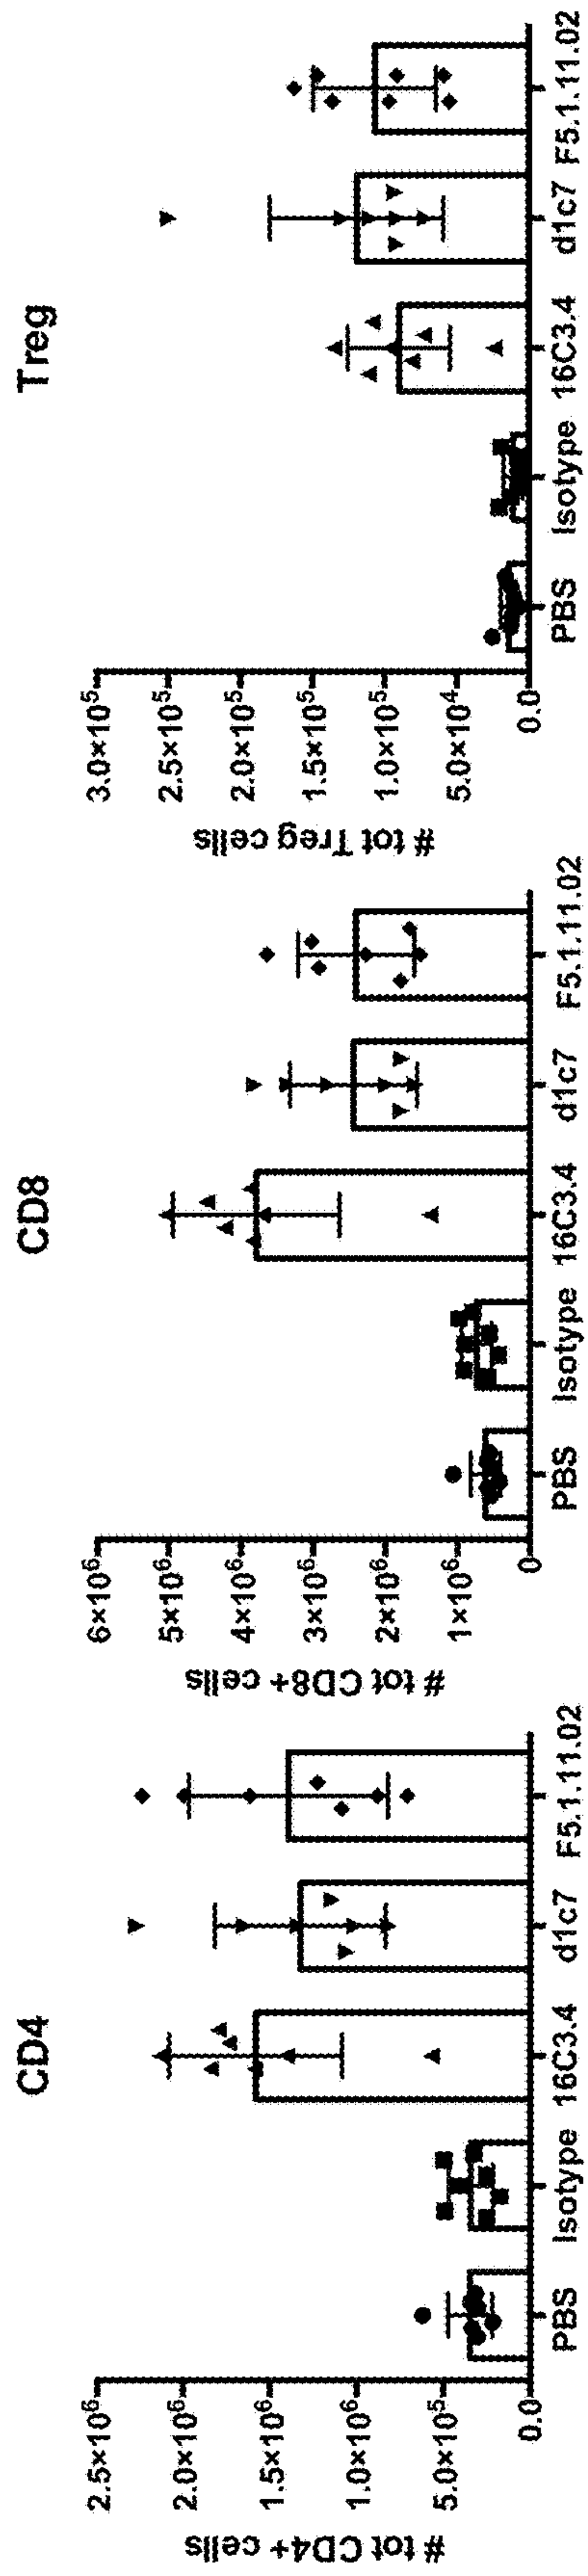 CD4
# tot CD4+ cells
2.5×10⁶
2.0×10⁶
1.5×10⁶
1.0×10⁶
5.0×10⁵
0.0
PBS
Isotype
16C3.4
d1c7
F5.1.11.02
CD8
# tot CD8+ cells
6×10⁶
5×10⁶
4×10⁶
3×10⁶
2×10⁶
1×10⁶
0
PBS
Isotype
16C3.4
d1c7
F5.1.11.02
Treg
# tot Treg cells
3.0×10⁵
2.5×10⁵
2.0×10⁵
1.5×10⁵
1.0×10⁵
5.0×10⁴
0.0
PBS
Isotype
16C3.4
d1c7
F5.1.11.02